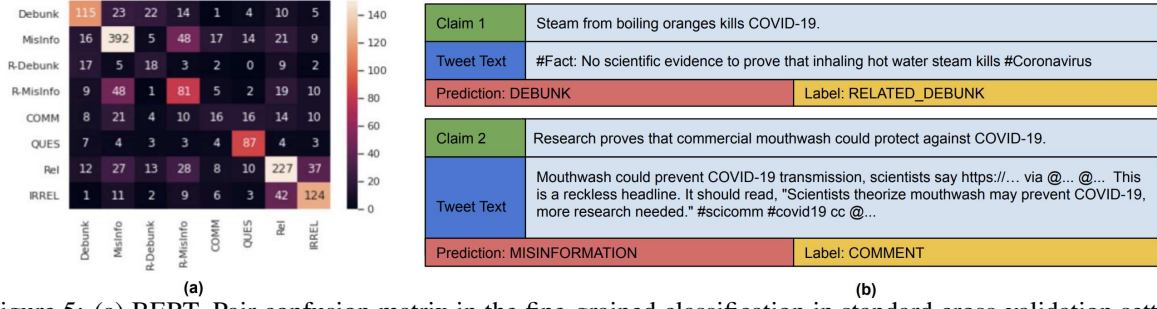 Debunk 115 23 22 14 1 4 10 5
MisInfo 16 392 5 48 17 14 21 9
R-Debunk 17 5 18 3 2 0 9 2
R-MisInfo 9 48 1 81 5 2 19 10
COMM 8 21 4 10 16 16 14 10
QUES 7 4 3 3 4 87 4 3
Rel 12 27 13 28 8 10 227 37
IRREL 1 11 2 9 6 3 42 124
Debunk MisInfo R-Debunk R-MisInfo COMM QUES Rel IRREL
140
120
100
80
60
40
20
0
(a)
Claim 1 Steam from boiling oranges kills COVID-19.
Tweet Text #Fact: No scientific evidence to prove that inhaling hot water steam kills #Coronavirus
Prediction: DEBUNK Label: RELATED_DEBUNK
Claim 2 Research proves that commercial mouthwash could protect against COVID-19.
Tweet Text
Mouthwash could prevent COVID-19 transmission, scientists say https://… via @... @... This
is a reckless headline. It should read, "Scientists theorize mouthwash may prevent COVID-19,
more research needed." #scicomm #covid19 cc @...
Prediction: MISINFORMATION Label: COMMENT
(b)